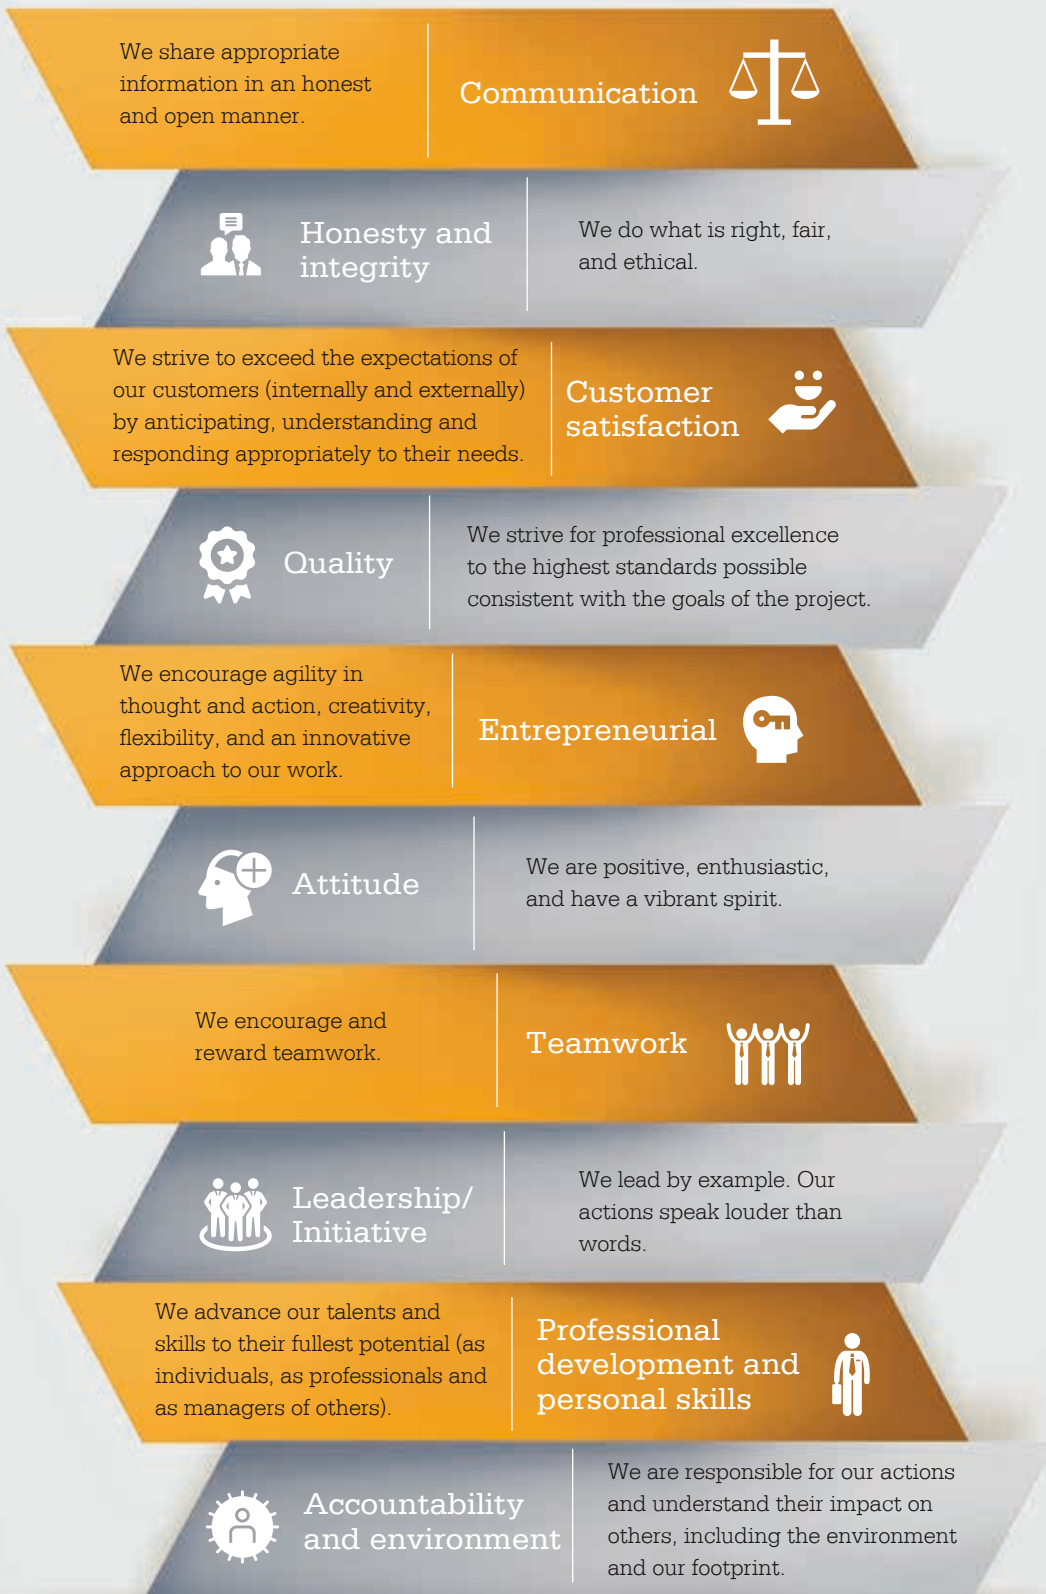 We share appropriate
information in an honest
and open manner.
Communication
Honesty and
integrity
We do what is right, fair,
and ethical.
We strive to exceed the expectations of
our customers (internally and externally)
by anticipating, understanding and
responding appropriately to their needs.
Customer
satisfaction
Quality
We strive for professional excellence
to the highest standards possible
consistent with the goals of the project.
We encourage agility in
thought and action, creativity,
flexibility, and an innovative
approach to our work.
Entrepreneurial
Attitude
We are positive, enthusiastic,
and have a vibrant spirit.
We encourage and
reward teamwork.
Teamwork
Leadership/
Initiative
We lead by example. Our
actions speak louder than
words.
We advance our talents and
skills to their fullest potential (as
individuals, as professionals and
as managers of others).
Professional
development and
personal skills
Accountability
and environment
We are responsible for our actions
and understand their impact on
others, including the environment
and our footprint.